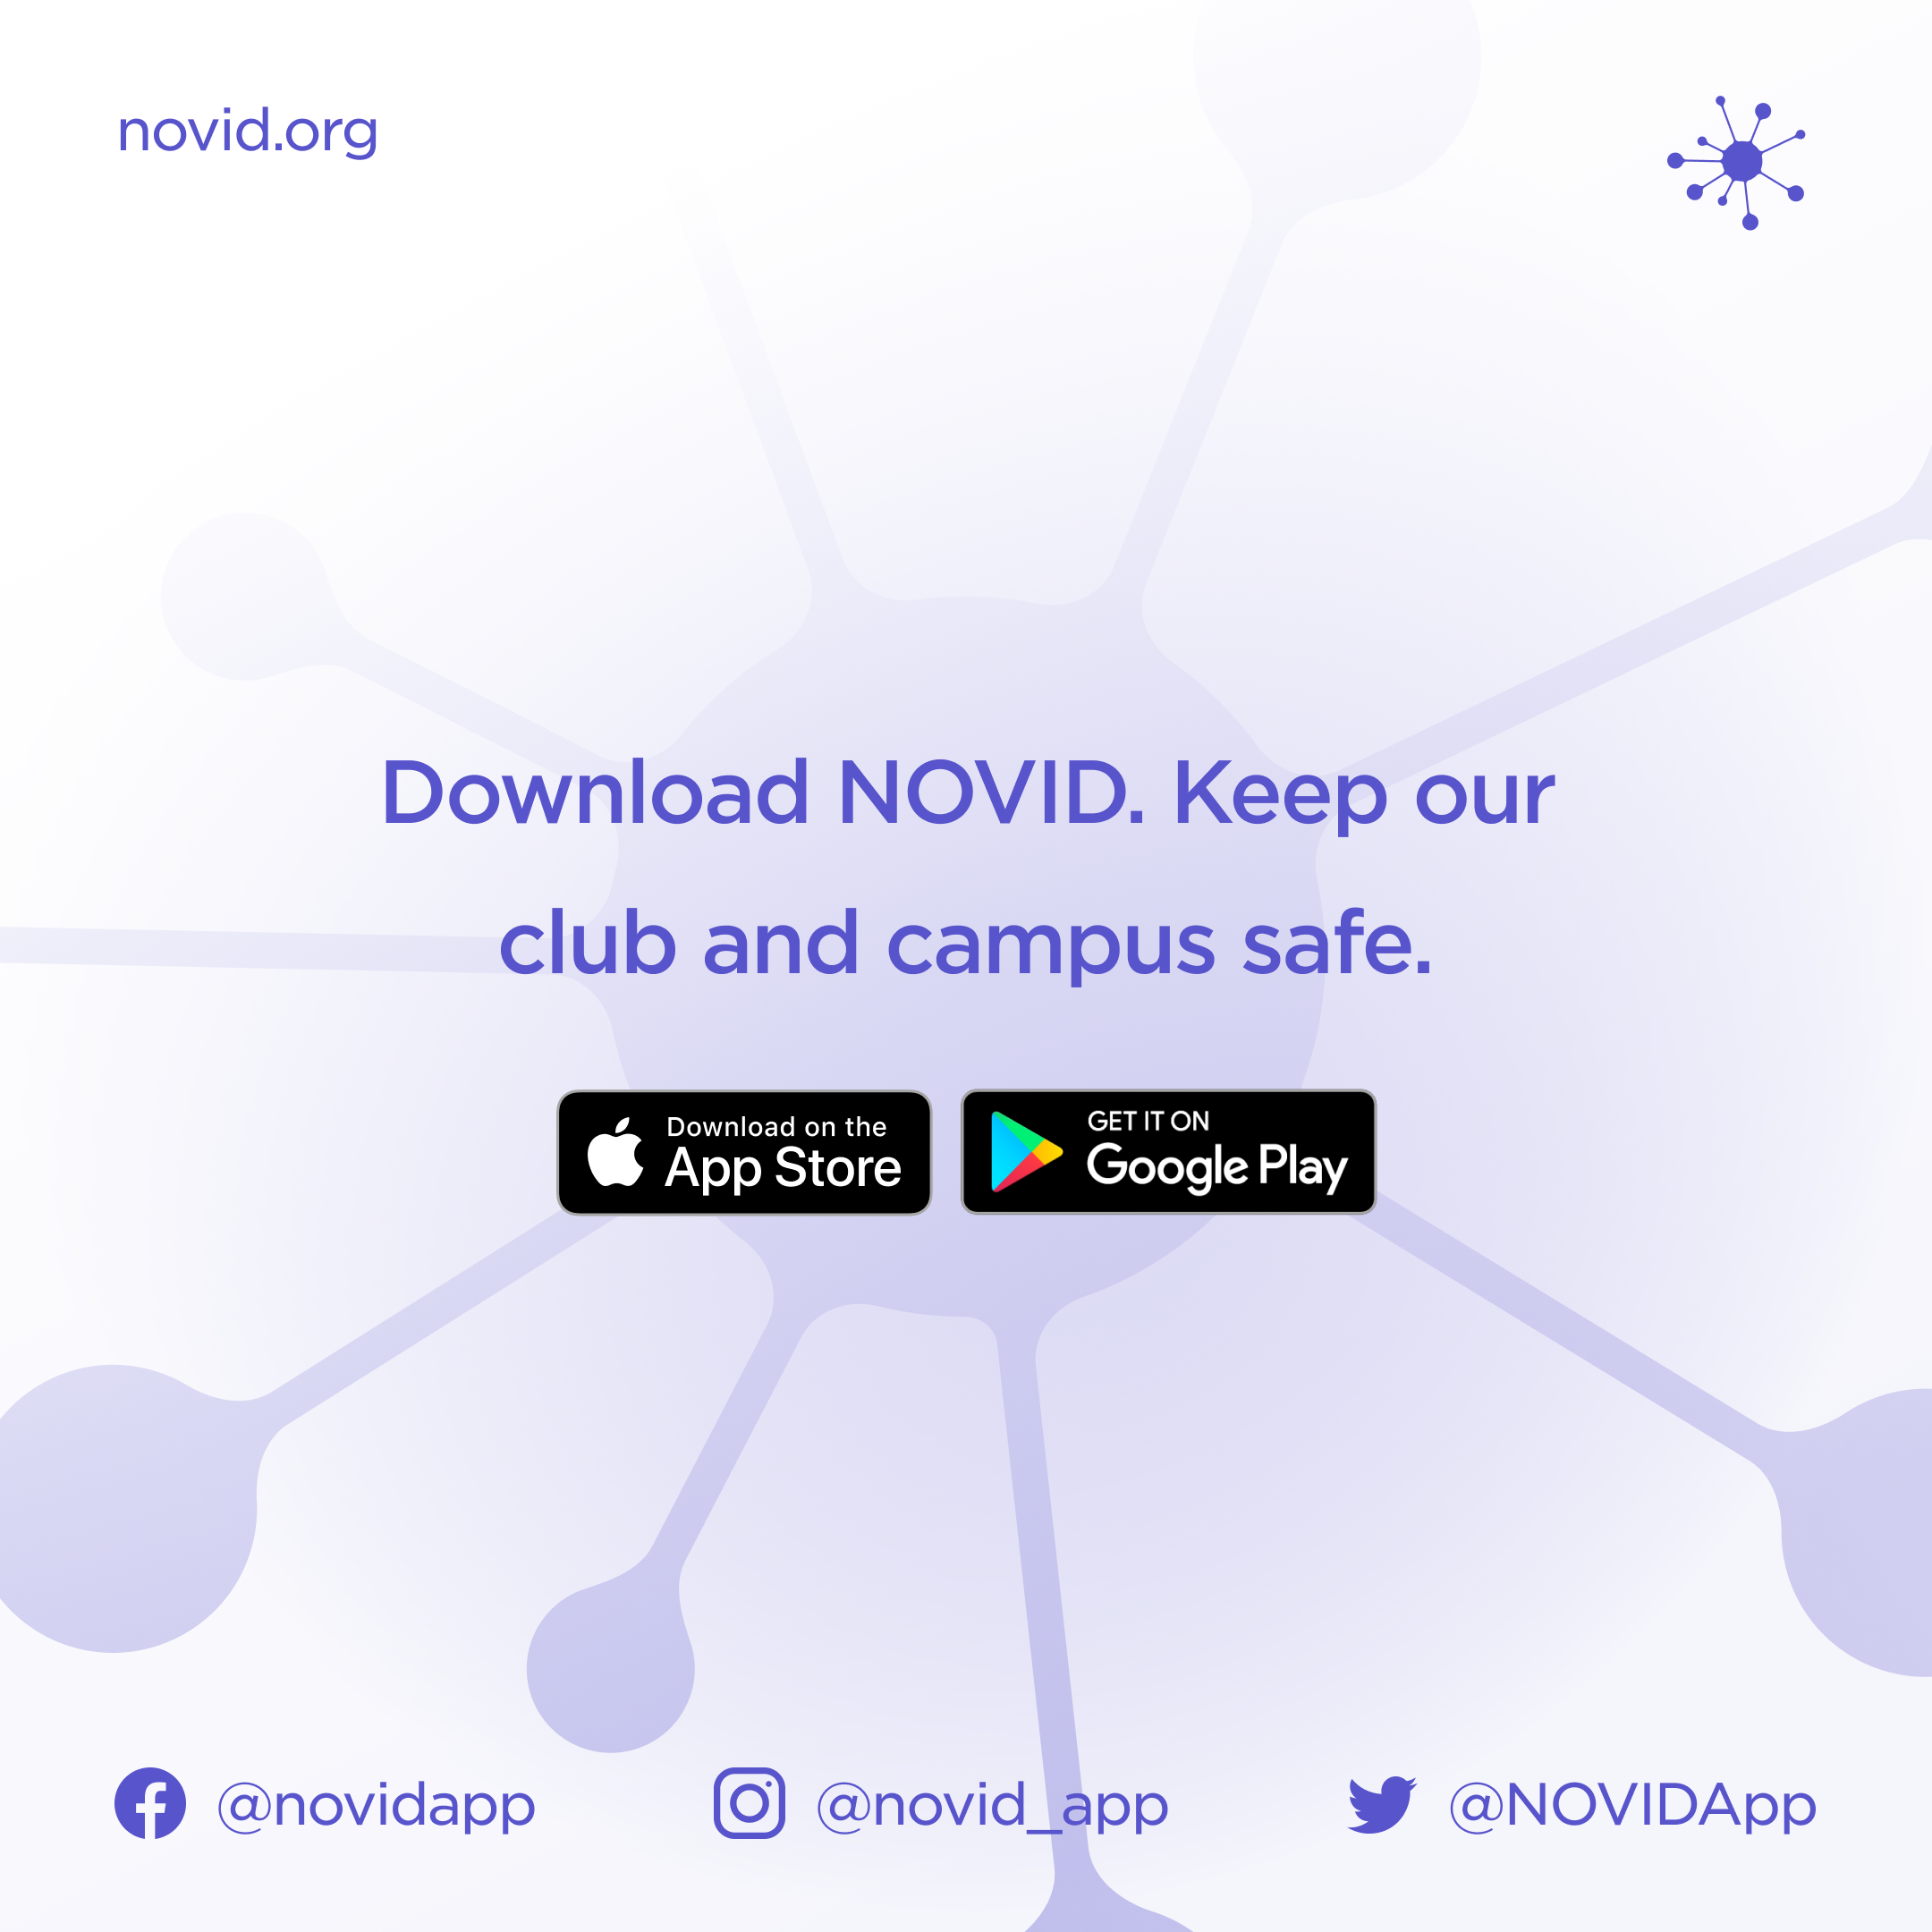 novid.org
Download NOVID. Keep our
club and campus safe.
Download on the
App Store
GET IT ON
Google Play
@novidapp
@novid_app
@NOVIDApp